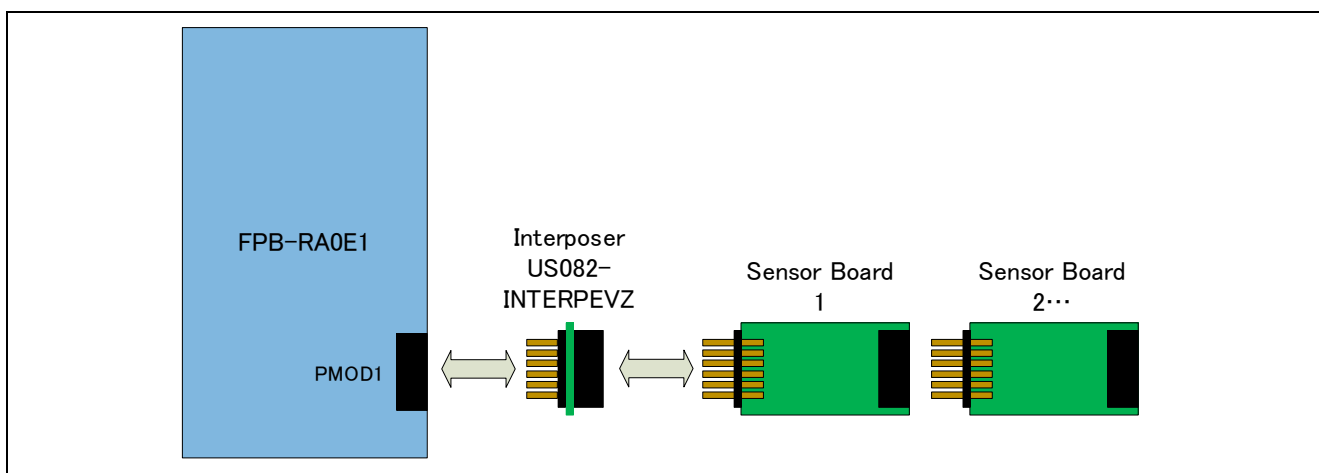 FPB-RA0E1
PMOD1
Interposer
US082-
INTERPEVZ
Sensor Board
1
Sensor Board
2…